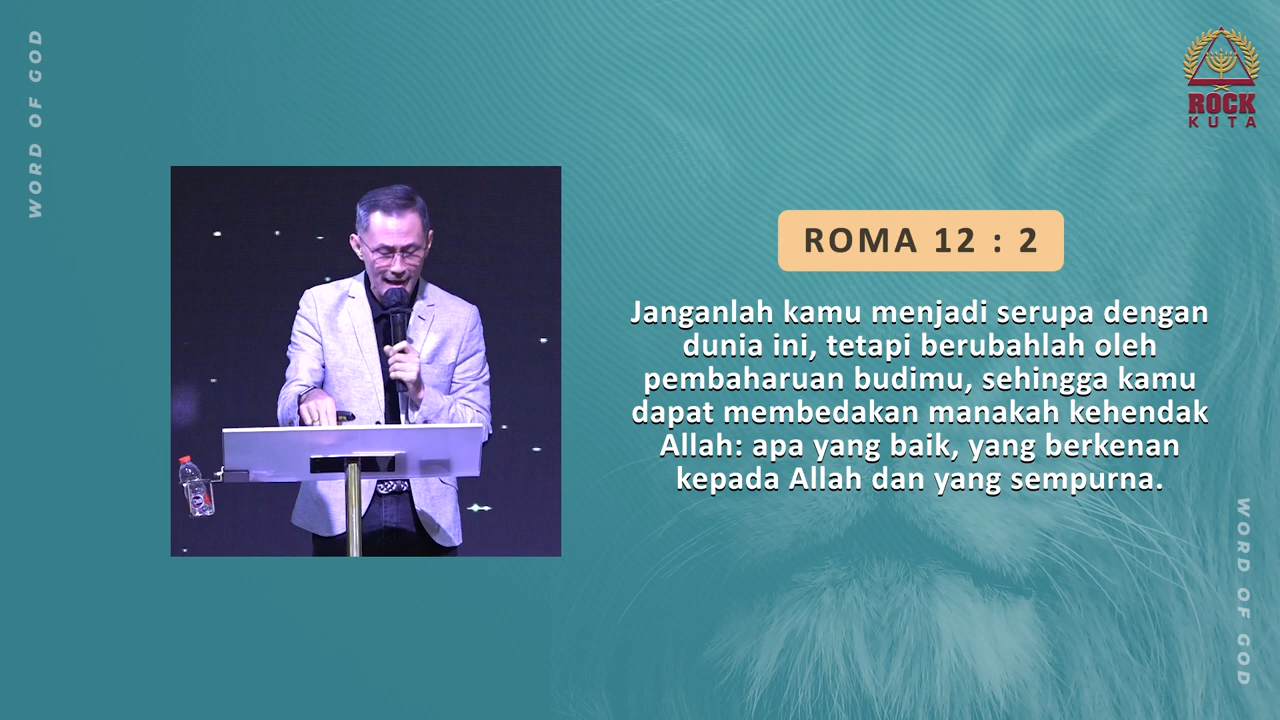 WORD OF GOD
ROCK
KUTA
ROMA 12 : 2
Janganlah kamu menjadi serupa dengan
dunia ini, tetapi berubahlah oleh
pembaharuan budimu, sehingga kamu
dapat membedakan manakah kehendak
Allah: apa yang baik, yang berkenan
kepada Allah dan yang sempurna.
WORD OF GOD